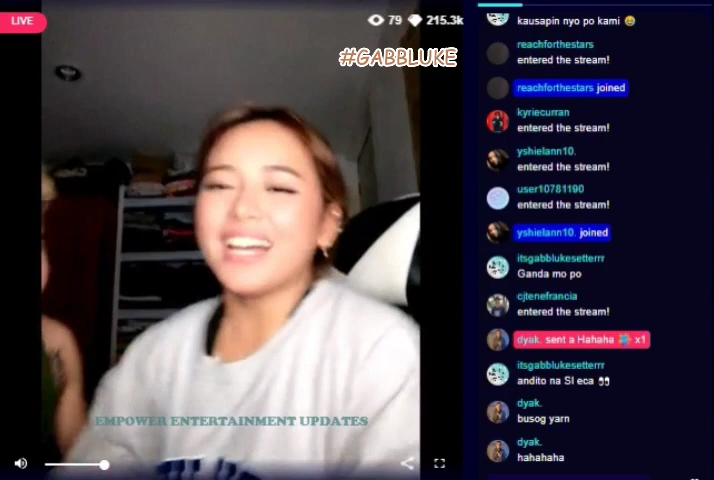 LIVE
79 215.3k
#GABBLUKE
EMPOWER ENTERTAINMENT UPDATES
kausapin nyo po kami 😄
reachforthestars
entered the stream!
reachforthestars joined
kyriecurran
entered the stream!
yshielann10.
entered the stream!
user10781190
entered the stream!
yshielann10. joined
itsgabblukesetterrr
Ganda mo po
cjtenefrancia
entered the stream!
dyak. sent a Hahaha x1
itsgabblukesetterrr
andito na SI eca 👀
dyak.
busog yarn
dyak.
hahahaha